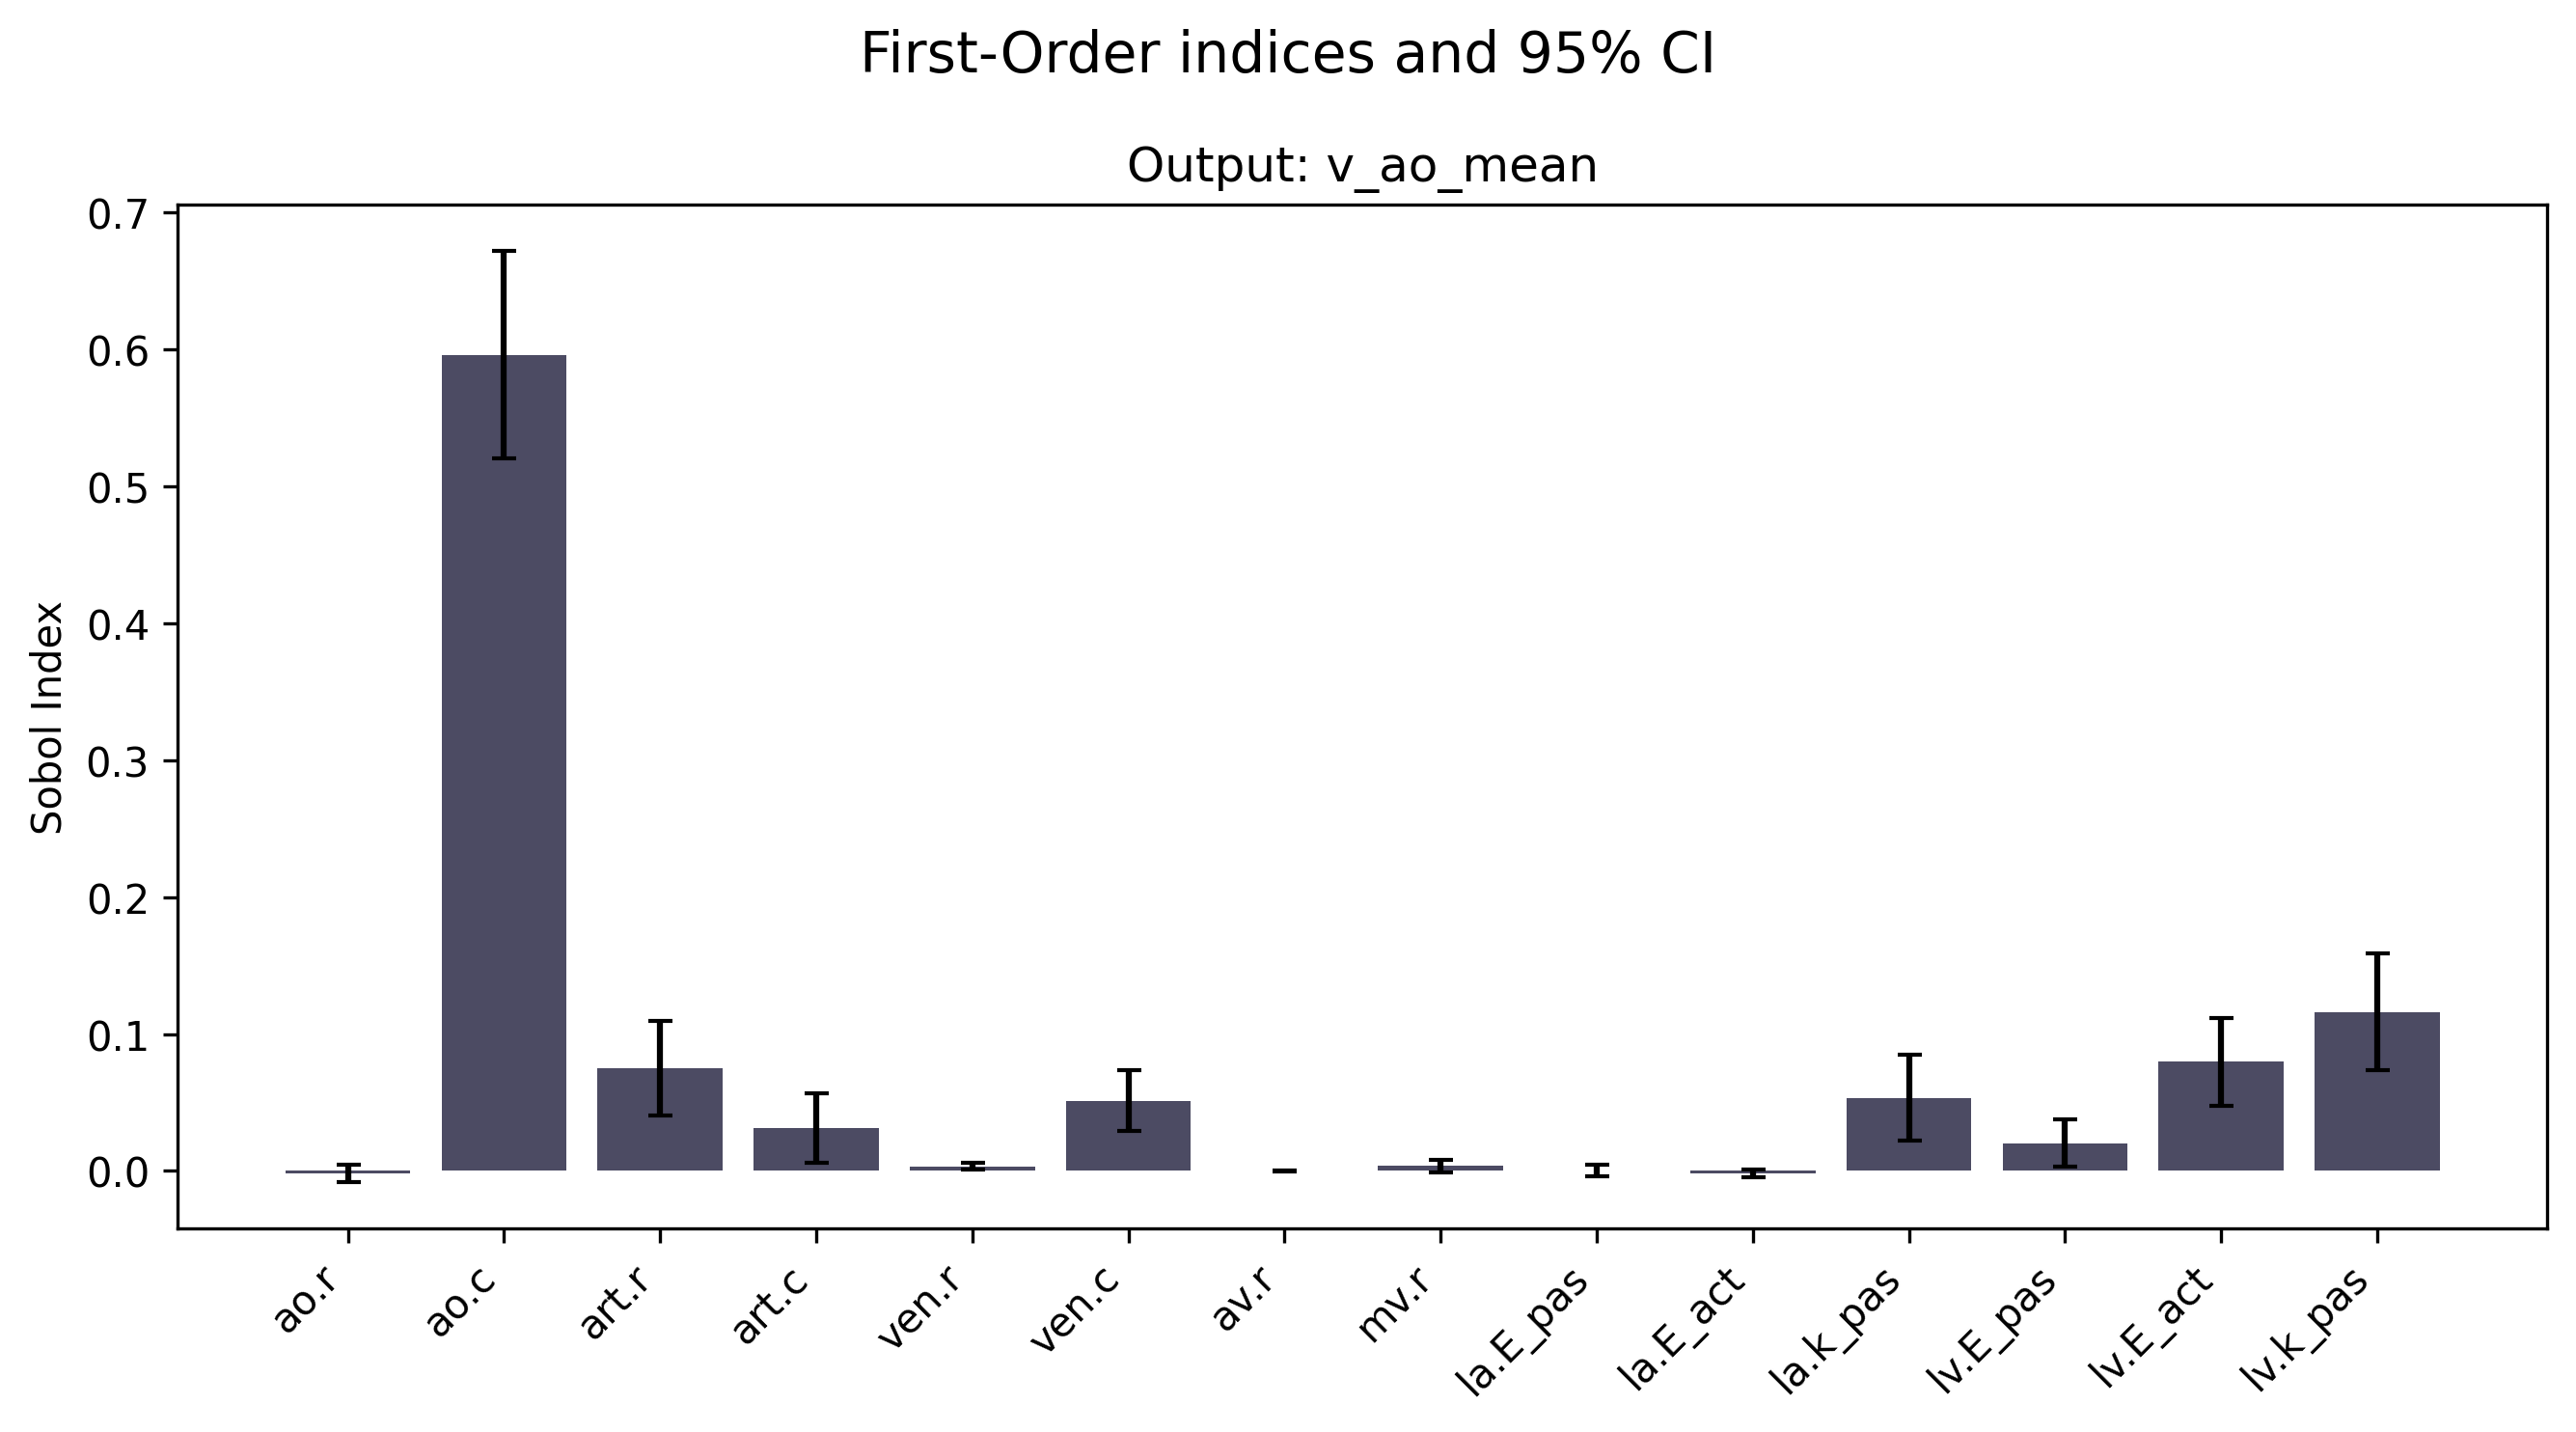 First-Order indices and 95% CI
Output: v_ao_mean
Sobol Index
0.7
0.6
0.5
0.4
0.3
0.2
0.1
0.0
ao.r
ao.c
art.r
art.c
ven.r
ven.c
av.r
mv.r
la.E_pas
la.E_act
la.k_pas
lv.E_pas
lv.E_act
lv.k_pas